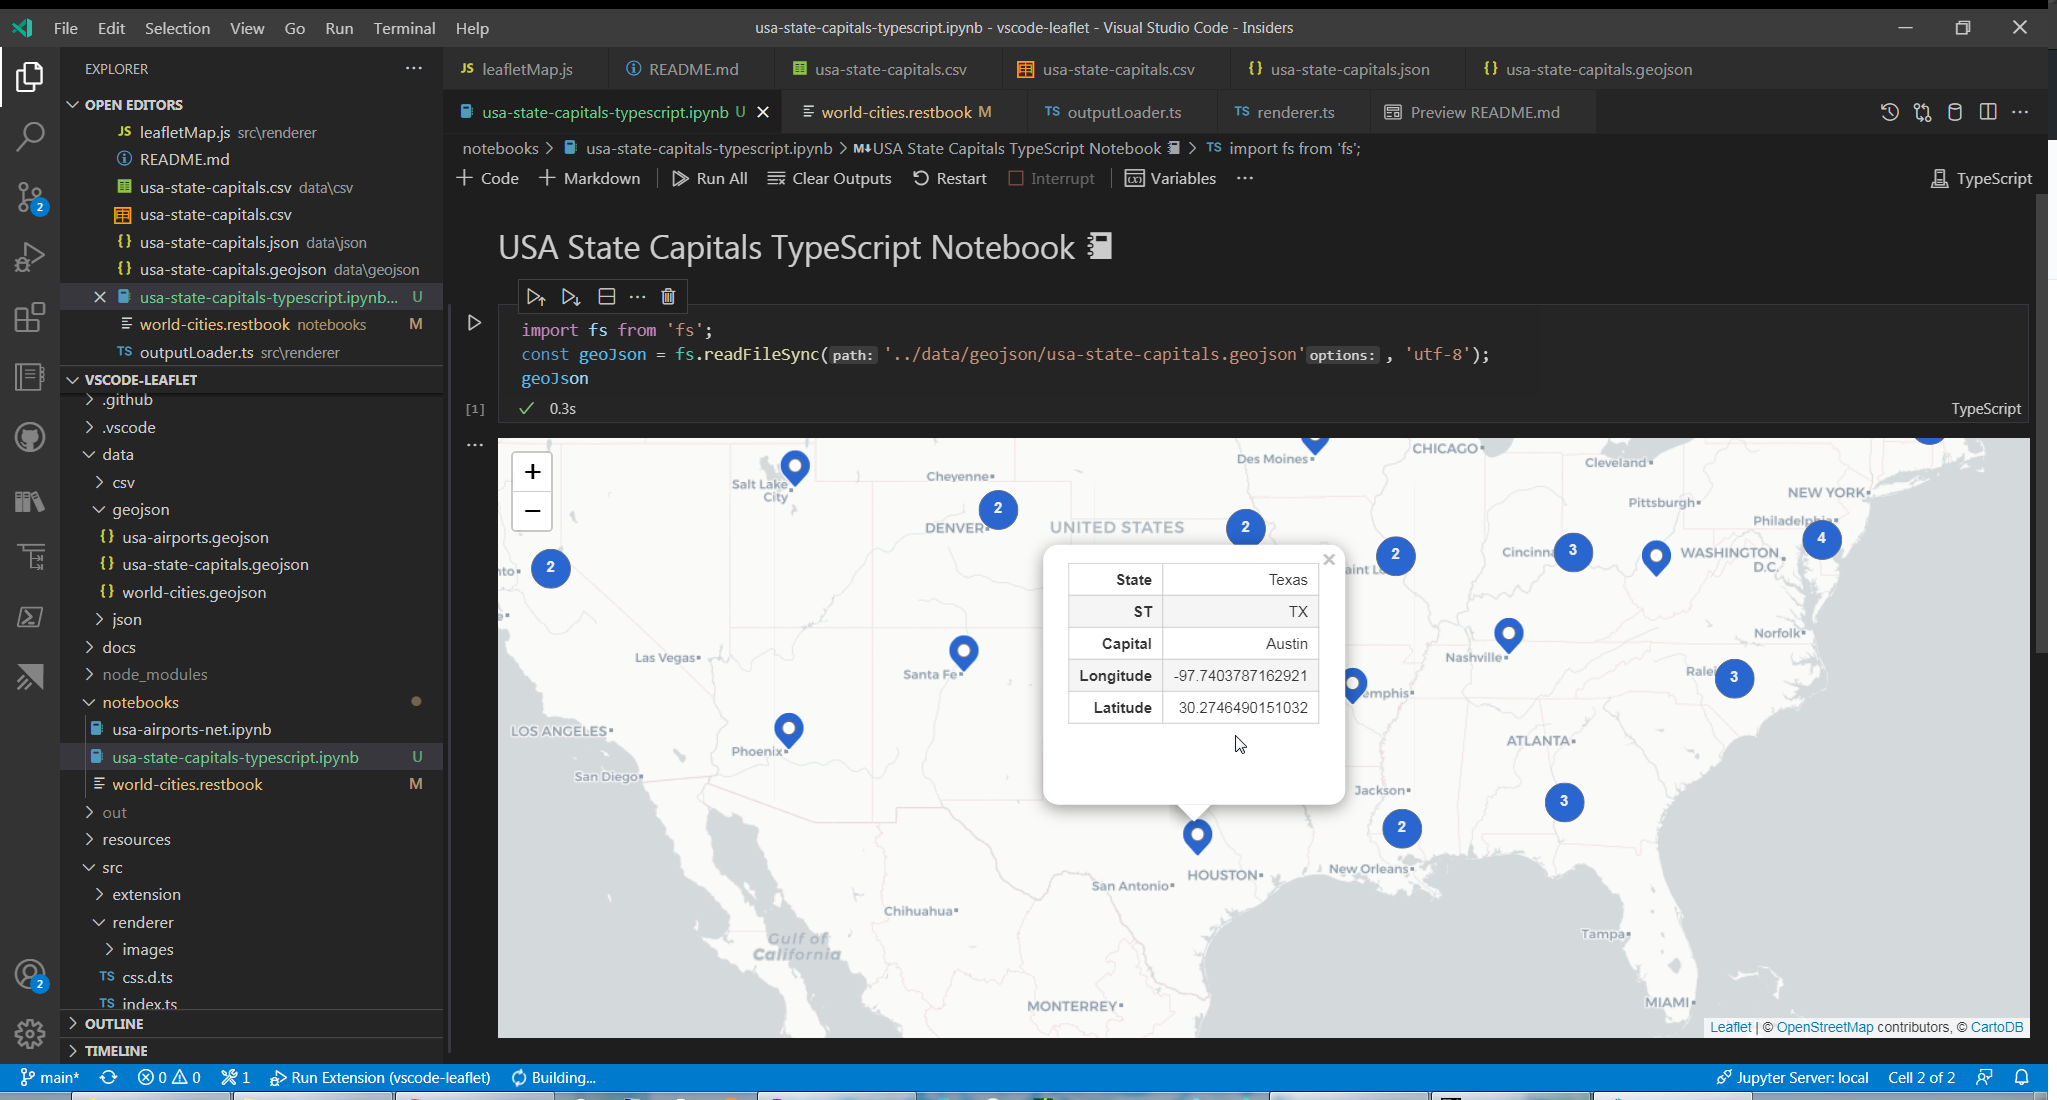 File Edit Selection View Go Run Terminal Help
usa-state-capitals-typescript.ipynb - vscode-leaflet - Visual Studio Code - Insiders
EXPLORER
OPEN EDITORS
JS leafletMap.js src\renderer
README.md
usa-state-capitals.csv data\csv
usa-state-capitals.csv
{} usa-state-capitals.json data\json
{} usa-state-capitals.geojson data\geojson
usa-state-capitals-typescript.ipynb... U
world-cities.restbook notebooks M
TS outputLoader.ts src\renderer
VSCODE-LEAFLET
.github
.vscode
data
csv
geojson
{} usa-airports.geojson
{} usa-state-capitals.geojson
{} world-cities.geojson
json
docs
node_modules
notebooks
usa-airports-net.ipynb
usa-state-capitals-typescript.ipynb U
world-cities.restbook M
out
resources
src
extension
renderer
images
TS css.d.ts
TS index.ts
OUTLINE
TIMELINE
2
2
JS leafletMap.js README.md usa-state-capitals.csv usa-state-capitals.csv {} usa-state-capitals.json {} usa-state-capitals.geojson
usa-state-capitals-typescript.ipynb U world-cities.restbook M TS outputLoader.ts TS renderer.ts Preview README.md
notebooks > usa-state-capitals-typescript.ipynb > M↓USA State Capitals TypeScript Notebook > TS import fs from 'fs';
+ Code + Markdown Run All Clear Outputs Restart Interrupt Variables ... TypeScript
USA State Capitals TypeScript Notebook
import fs from 'fs';
const geoJson = fs.readFileSync(path: '../data/geojson/usa-state-capitals.geojson'options: , 'utf-8');
geoJson
[1] 0.3s TypeScript
+
−
Salt Lake City
Cheyenne
DENVER
2
UNITED STATES
Des Moines
2
CHICAGO
Cleveland
Pittsburgh
NEW YORK
Philadelphia
4
2
nto
2
aint L
Cincinna
3
WASHINGTON D.C.
State Texas
ST TX
Capital Austin
Longitude -97.7403787162921
Latitude 30.2746490151032
×
Las Vegas
Santa Fe
Nashville
Norfolk
Ralei
3
emphis
LOS ANGELES
Phoenix
San Diego
ATLANTA
Jackson
3
2
New Orleans
HOUSTON
San Antonio
Chihuahua
Gulf of California
Tampa
MONTERREY
MIAMI
Leaflet | © OpenStreetMap contributors, © CartoDB
main* 0 0 1 Run Extension (vscode-leaflet) Building... Jupyter Server: local Cell 2 of 2